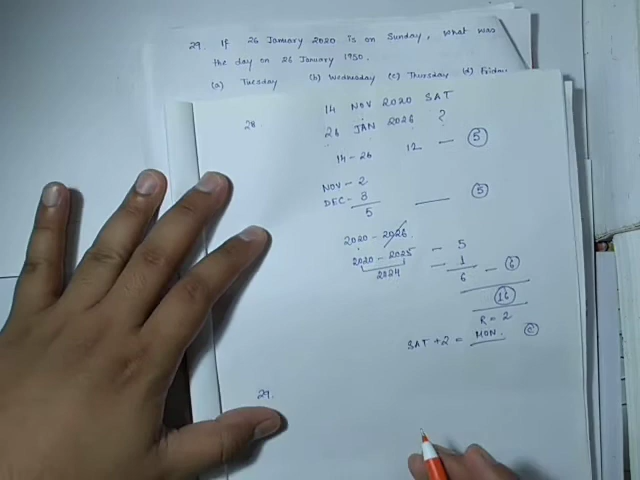 29. If 26 January 2020 is on Sunday, what was
the day on 26 January 1950.
(a) Tuesday (b) Wednesday (c) Thursday (d) Friday
28. 14 NOV 2020 SAT
26 JAN 2026 ?
14 - 26 12 — 5
NOV - 2
DEC - 3
5 — 5
2020 - 2026
2020 - 2025 - 5
2024 - 1
6 - 6
16
R = 2
SAT + 2 = MON. C
29.